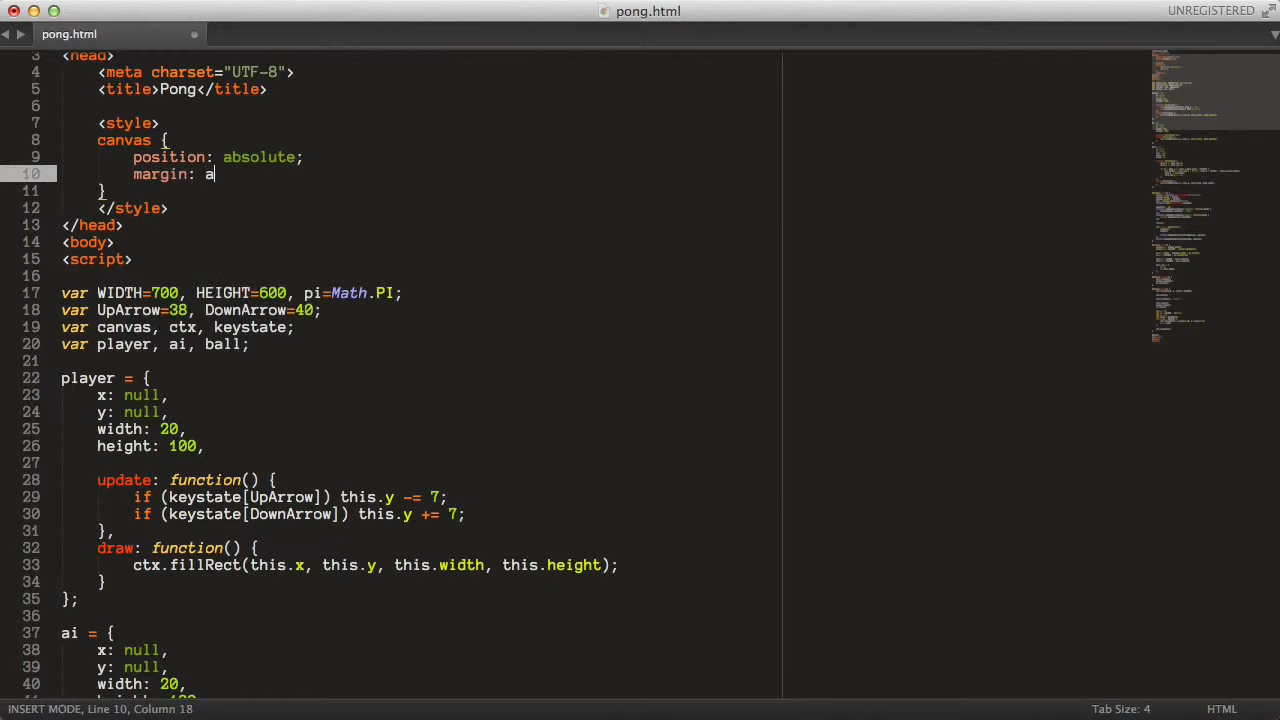 pong.html
UNREGISTERED
pong.html
3 <head>
4 <meta charset="UTF-8">
5 <title>Pong</title>
6
7 <style>
8 canvas {
9 position: absolute;
10 margin: a
11 }
12 </style>
13 </head>
14 <body>
15 <script>
16
17 var WIDTH=700, HEIGHT=600, pi=Math.PI;
18 var UpArrow=38, DownArrow=40;
19 var canvas, ctx, keystate;
20 var player, ai, ball;
21
22 player = {
23 x: null,
24 y: null,
25 width: 20,
26 height: 100,
27
28 update: function() {
29 if (keystate[UpArrow]) this.y -= 7;
30 if (keystate[DownArrow]) this.y += 7;
31 },
32 draw: function() {
33 ctx.fillRect(this.x, this.y, this.width, this.height);
34 }
35 };
36
37 ai = {
38 x: null,
39 y: null,
40 width: 20,
INSERT MODE, Line 10, Column 18
Tab Size: 4
HTML